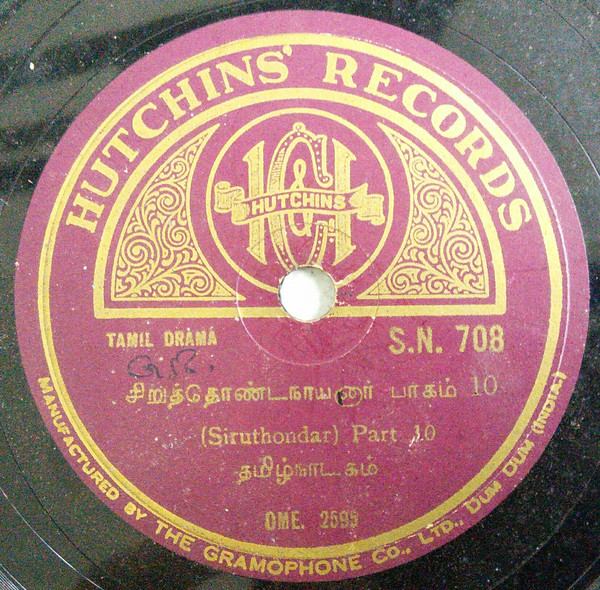 HUTCHINS' RECORDS
HUTCHINS
TAMIL DRAMA
S.N. 708
சிறுத்தொண்டநாயனார் பாகம் 10
(Siruthondar) Part 10
தமிழ்நாடகம்
OME. 2595
MANUFACTURED BY THE GRAMOPHONE CO., LTD., DUM DUM (INDIA)